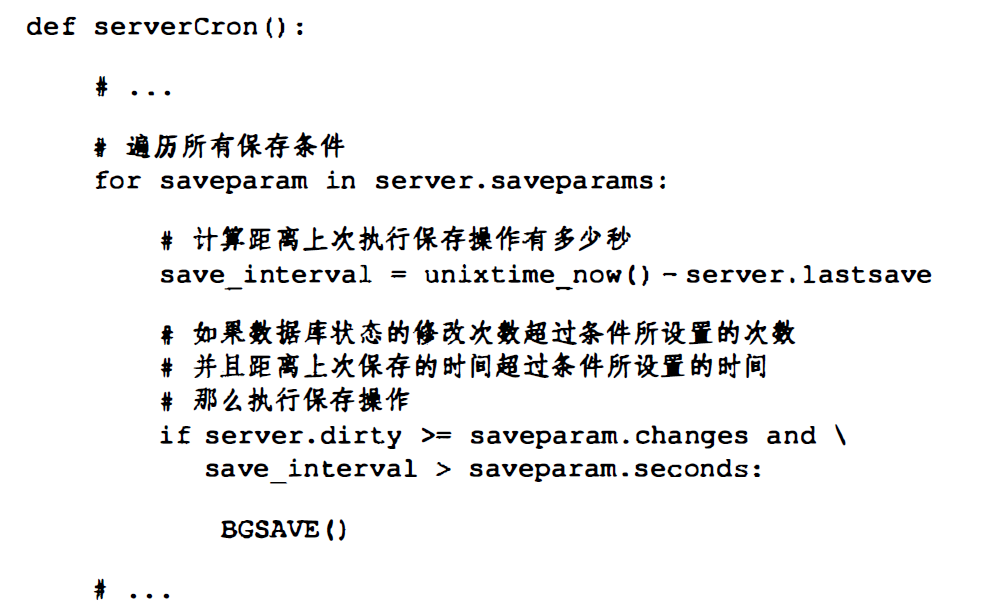 def serverCron():
# ...
# 遍历所有保存条件
for saveparam in server.saveparams:
# 计算距离上次执行保存操作有多少秒
save_interval = unixtime_now() - server.lastsave
# 如果数据库状态的修改次数超过条件所设置的次数
# 并且距离上次保存的时间超过条件所设置的时间
# 那么执行保存操作
if server.dirty >= saveparam.changes and \
save_interval > saveparam.seconds:
BGSAVE()
# ...